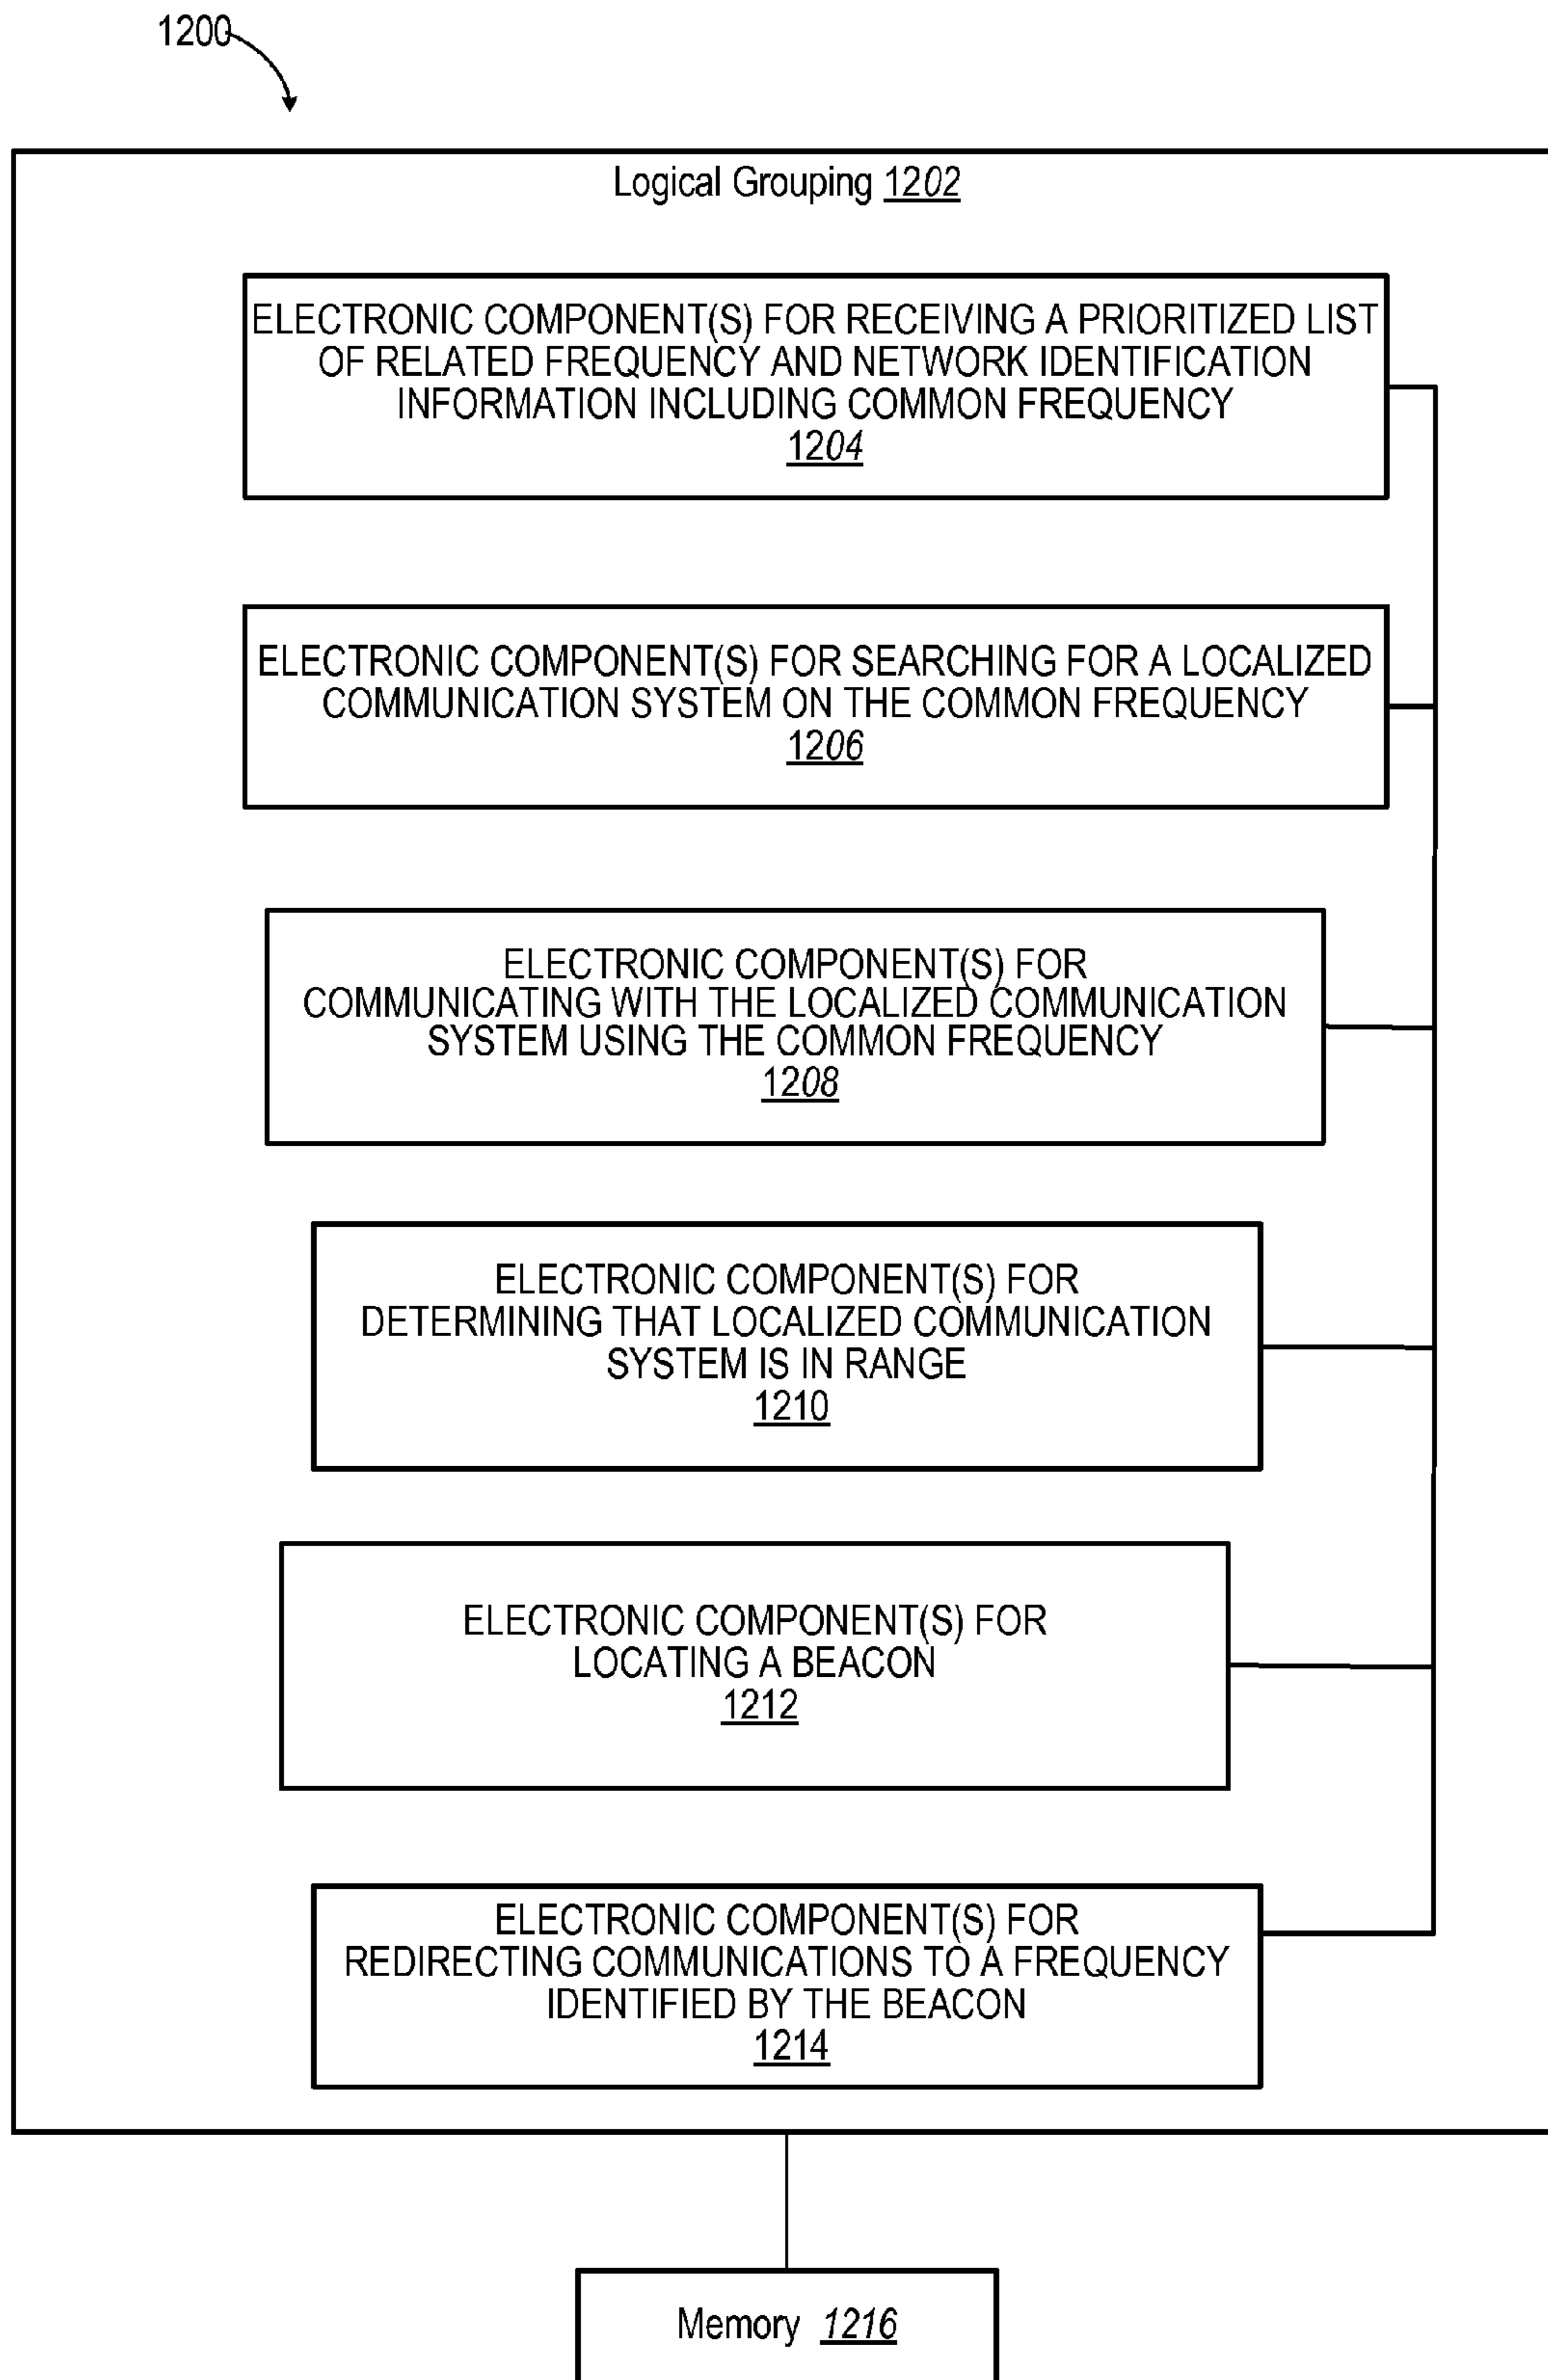 1200
Logical Grouping 1202
ELECTRONIC COMPONENT(S) FOR RECEIVING A PRIORITIZED LIST
OF RELATED FREQUENCY AND NETWORK IDENTIFICATION
INFORMATION INCLUDING COMMON FREQUENCY
1204
ELECTRONIC COMPONENT(S) FOR SEARCHING FOR A LOCALIZED
COMMUNICATION SYSTEM ON THE COMMON FREQUENCY
1206
ELECTRONIC COMPONENT(S) FOR
COMMUNICATING WITH THE LOCALIZED COMMUNICATION
SYSTEM USING THE COMMON FREQUENCY
1208
ELECTRONIC COMPONENT(S) FOR
DETERMINING THAT LOCALIZED COMMUNICATION
SYSTEM IS IN RANGE
1210
ELECTRONIC COMPONENT(S) FOR
LOCATING A BEACON
1212
ELECTRONIC COMPONENT(S) FOR
REDIRECTING COMMUNICATIONS TO A FREQUENCY
IDENTIFIED BY THE BEACON
1214
Memory 1216